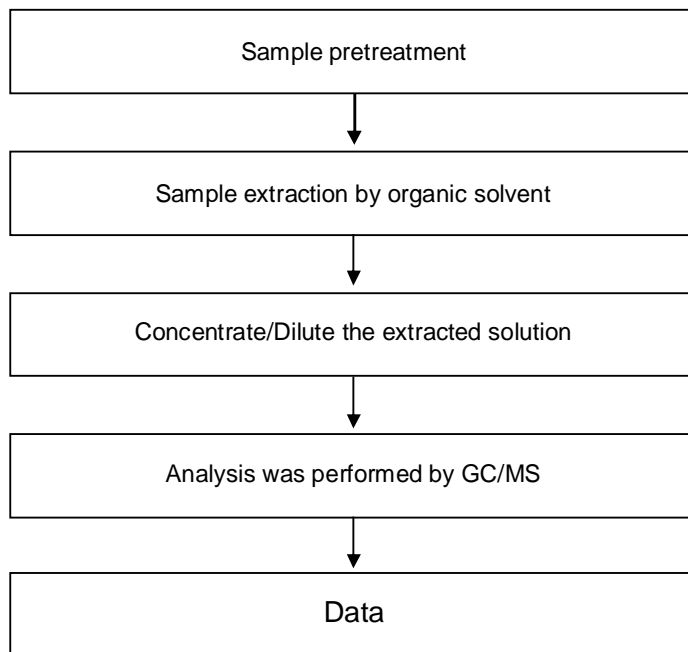 Sample pretreatment
Sample extraction by organic solvent
Concentrate/Dilute the extracted solution
Analysis was performed by GC/MS
Data